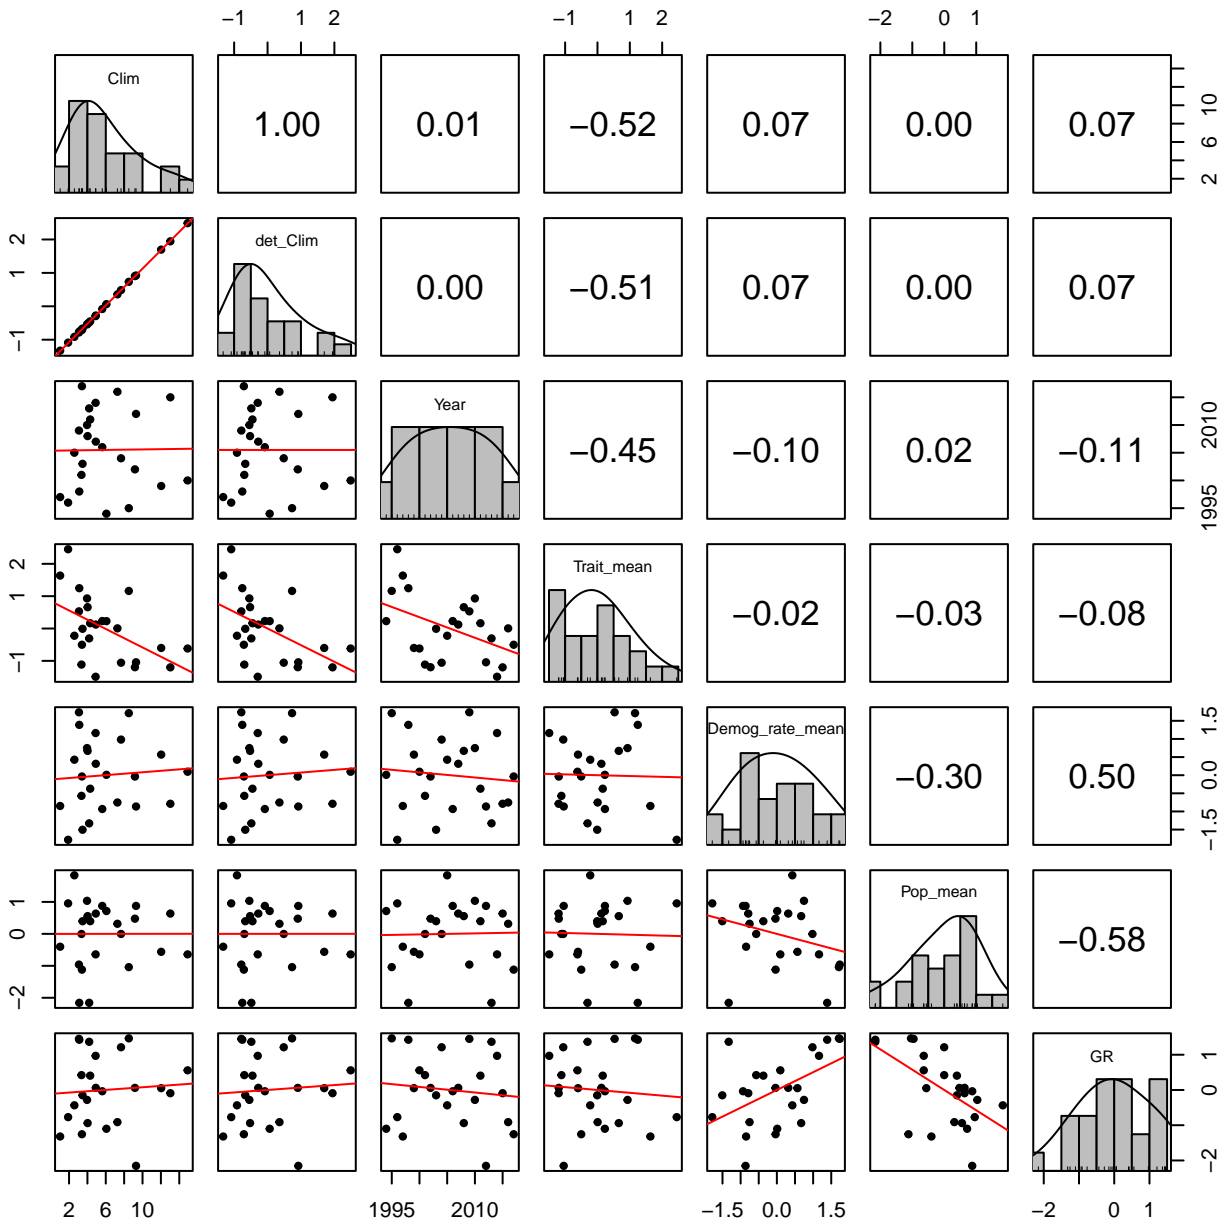 −1 1 2 −1 1 2 −2 0 1
Clim 1.00 0.01 −0.52 0.07 0.00 0.07 2 6 10
−1 1 2 det_Clim 0.00 −0.51 0.07 0.00 0.07
Year −0.45 −0.10 0.02 −0.11 1995 2010
−1 0 1 2 Trait_mean −0.02 −0.03 −0.08
Demog_rate_mean −0.30 0.50 −1.5 0.0 1.5
−2 0 1 Pop_mean −0.58
GR −2 0 1
2 6 10 1995 2010 −1.5 0.0 1.5 −2 0 1